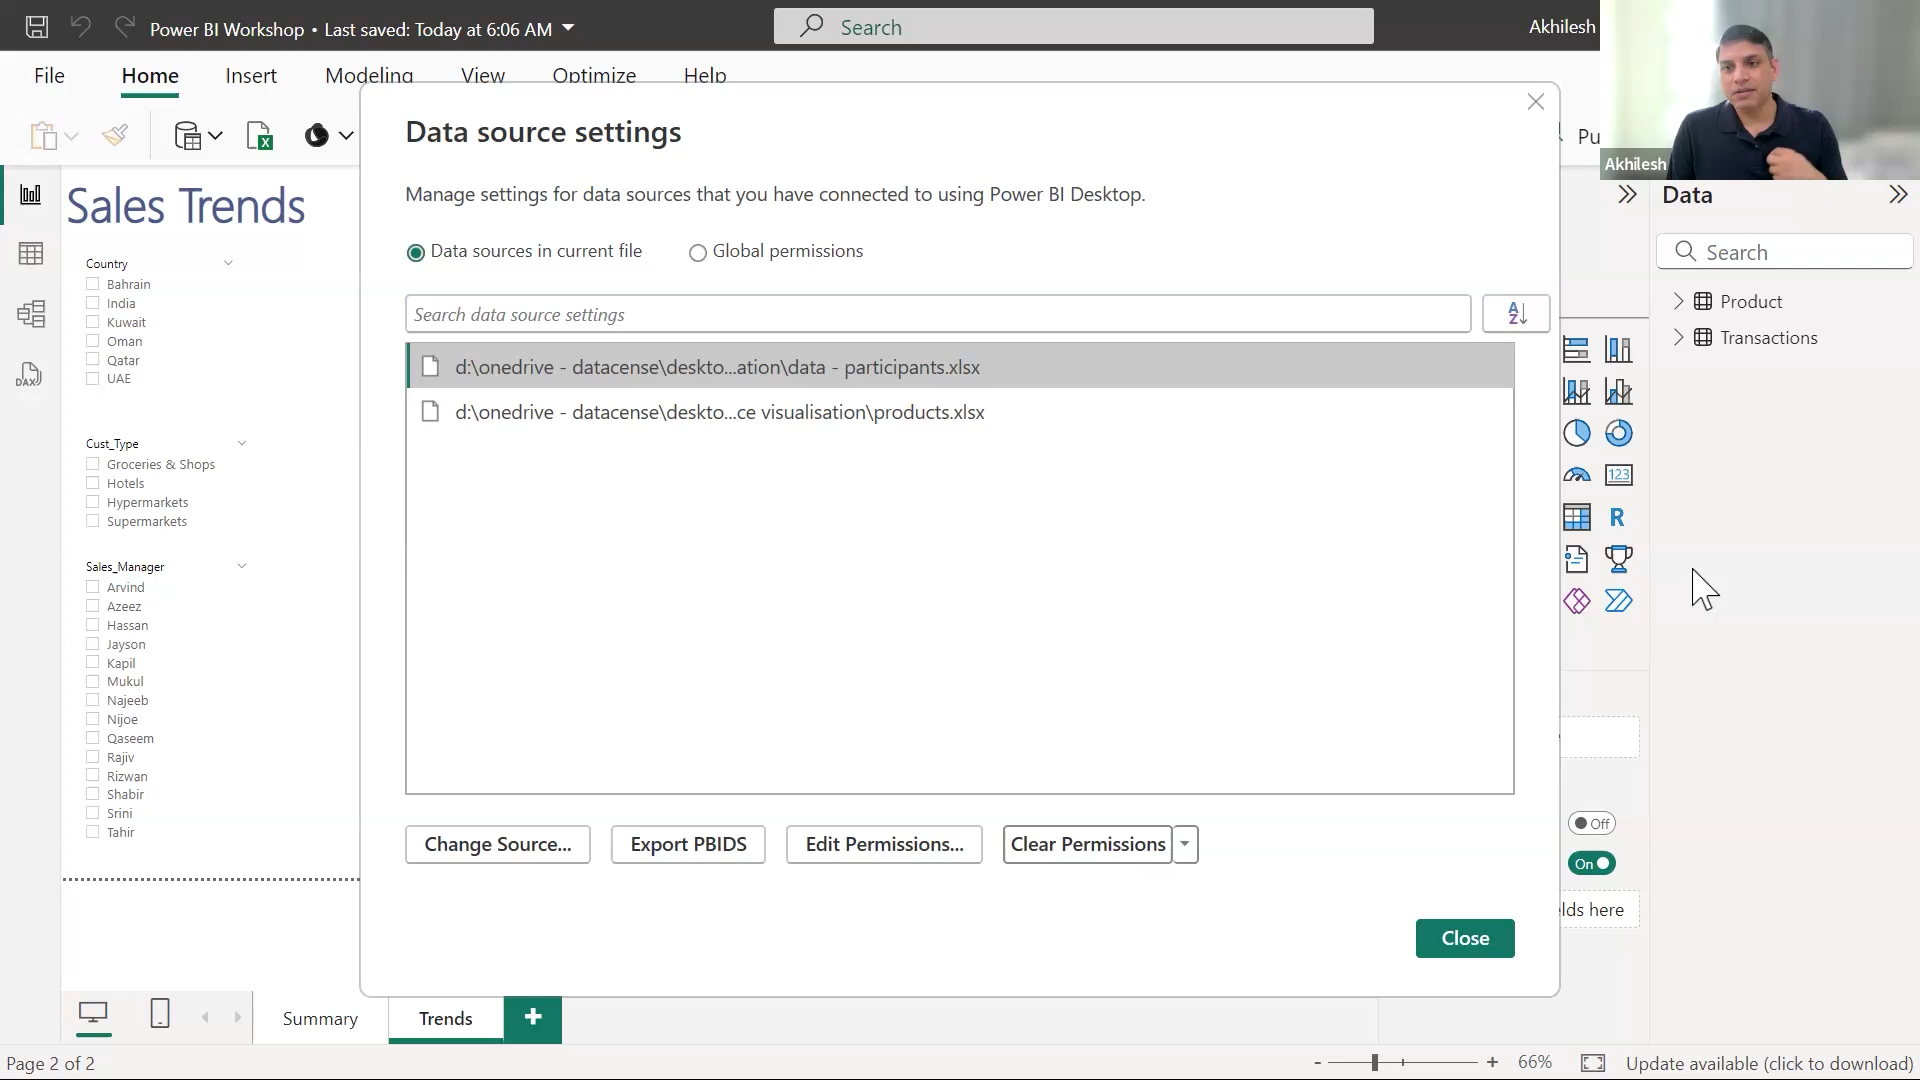 Power BI Workshop • Last saved: Today at 6:06 AM
Search
Akhilesh
File
Home
Insert
Modeling
View
Optimize
Help
Pu
Akhilesh
Sales Trends
Country
Bahrain
India
Kuwait
Oman
Qatar
UAE
Cust_Type
Groceries & Shops
Hotels
Hypermarkets
Supermarkets
Sales_Manager
Arvind
Azeez
Hassan
Jayson
Kapil
Mukul
Najeeb
Nijoe
Qaseem
Rajiv
Rizwan
Shabir
Srini
Tahir
DAX
Data source settings
Manage settings for data sources that you have connected to using Power BI Desktop.
Data sources in current file
Global permissions
Search data source settings
A
Z
d:\onedrive - datacense\deskto...ation\data - participants.xlsx
d:\onedrive - datacense\deskto...ce visualisation\products.xlsx
Change Source...
Export PBIDS
Edit Permissions...
Clear Permissions
Close
Data
Search
Product
Transactions
123
R
Off
On
lds here
Summary
Trends
+
Page 2 of 2
- + 66%
Update available (click to download)